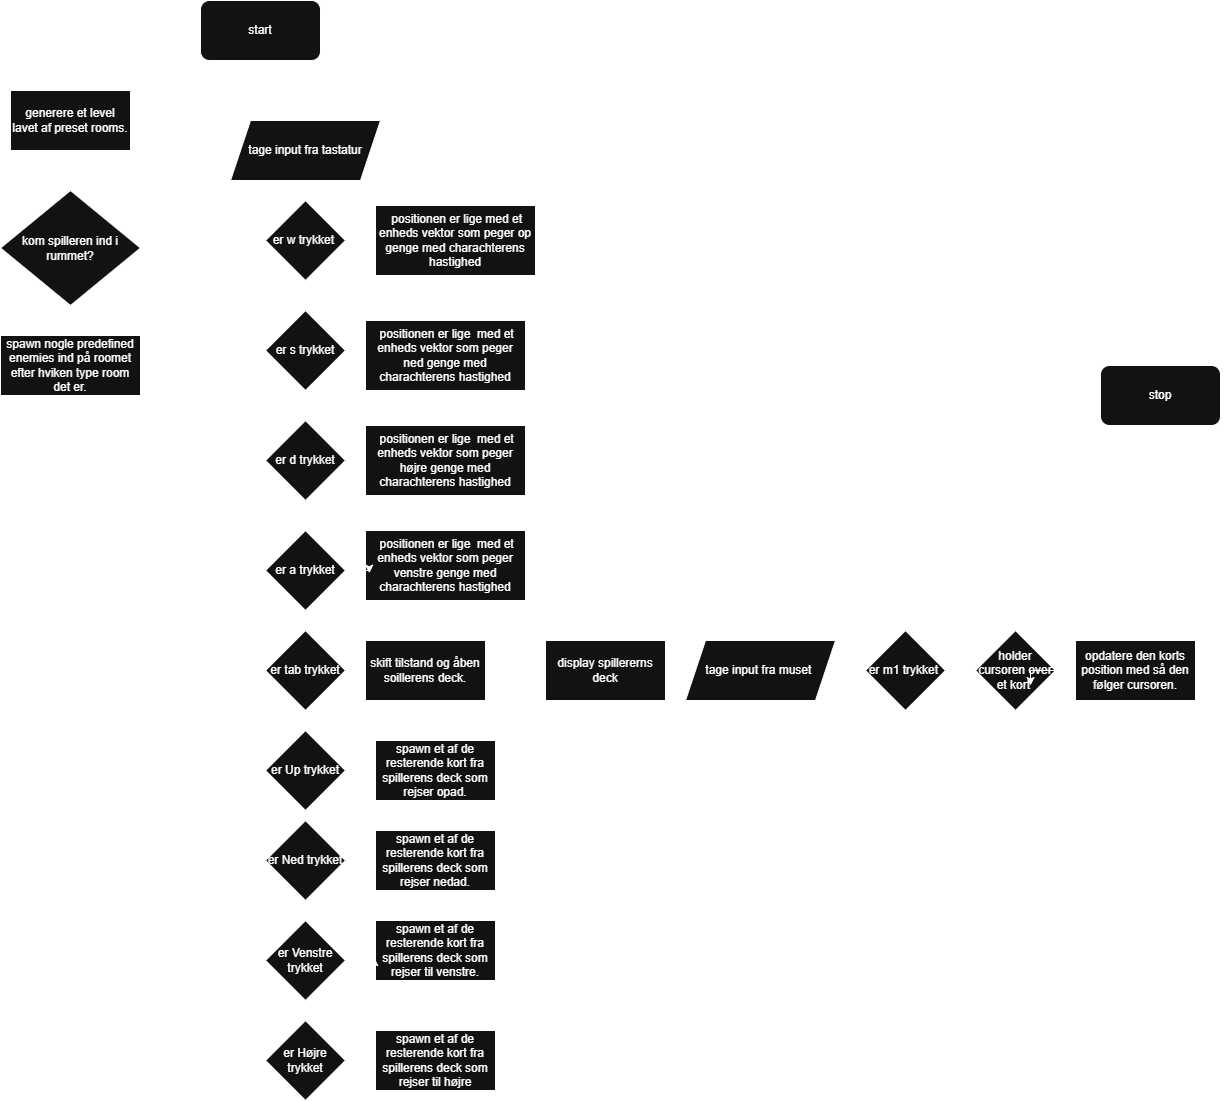 start
generere et level
lavet af preset rooms.
tage input fra tastatur
kom spilleren ind i
rummet?
er w trykket
positionen er lige med et
enheds vektor som peger op
genge med charachterens
hastighed
spawn nogle predefined
enemies ind på roomet
efter hviken type room
det er.
er s trykket
positionen er lige  med et
enheds vektor som peger
ned genge med
charachterens hastighed
stop
er d trykket
positionen er lige  med et
enheds vektor som peger
højre genge med
charachterens hastighed
er a trykket
positionen er lige  med et
enheds vektor som peger
venstre genge med
charachterens hastighed
er tab trykket
skift tilstand og åben
soillerens deck.
display spillererns
deck
tage input fra muset
er m1 trykket
holder
cursoren over
et kort
opdatere den korts
position med så den
følger cursoren.
er Up trykket
spawn et af de
resterende kort fra
spillerens deck som
rejser opad.
er Ned trykket
spawn et af de
resterende kort fra
spillerens deck som
rejser nedad.
er Venstre
trykket
spawn et af de
resterende kort fra
spillerens deck som
rejser til venstre.
er Højre
trykket
spawn et af de
resterende kort fra
spillerens deck som
rejser til højre